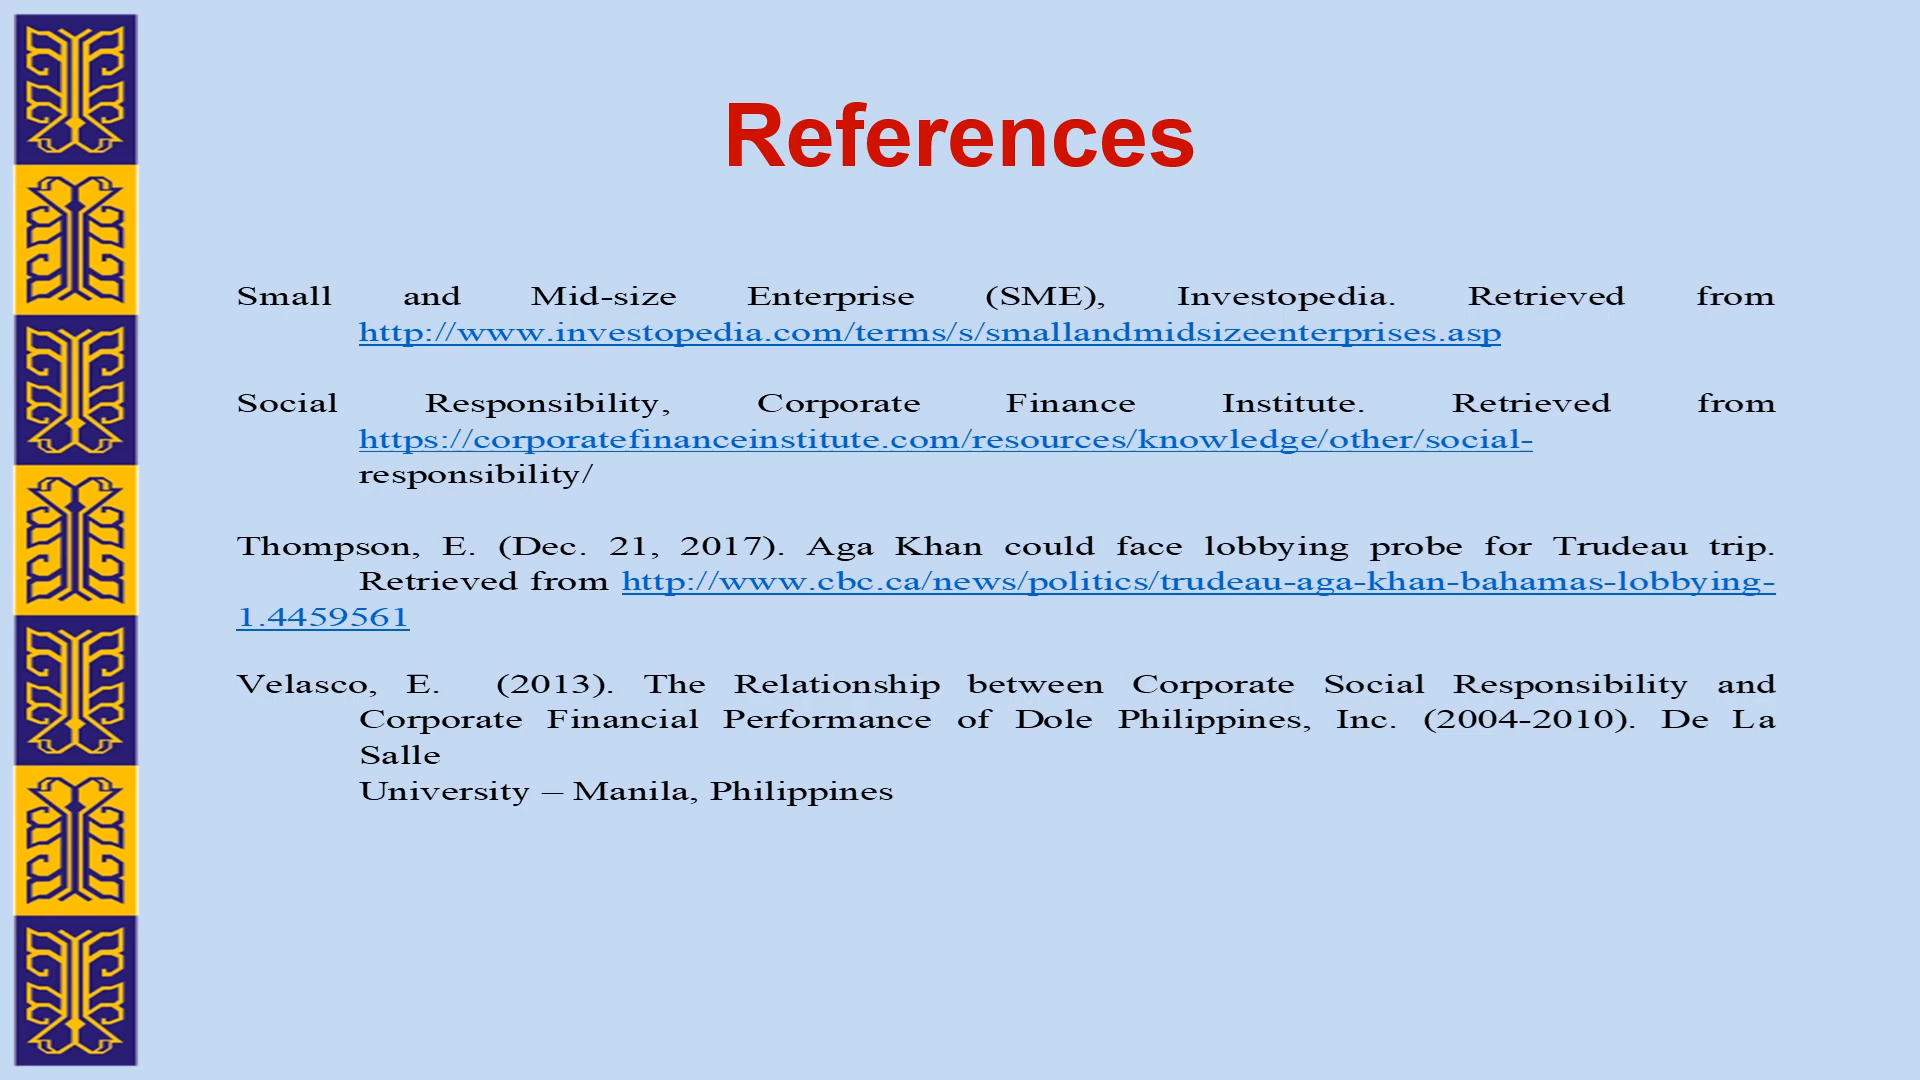 References
Small and Mid-size Enterprise (SME), Investopedia. Retrieved from
http://www.investopedia.com/terms/s/smallandmidsizeenterprises.asp
Social Responsibility, Corporate Finance Institute. Retrieved from
https://corporatefinanceinstitute.com/resources/knowledge/other/social-
responsibility/
Thompson, E. (Dec. 21, 2017). Aga Khan could face lobbying probe for Trudeau trip.
Retrieved from http://www.cbc.ca/news/politics/trudeau-aga-khan-bahamas-lobbying-
1.4459561
Velasco, E. (2013). The Relationship between Corporate Social Responsibility and
Corporate Financial Performance of Dole Philippines, Inc. (2004-2010). De La
Salle
University – Manila, Philippines